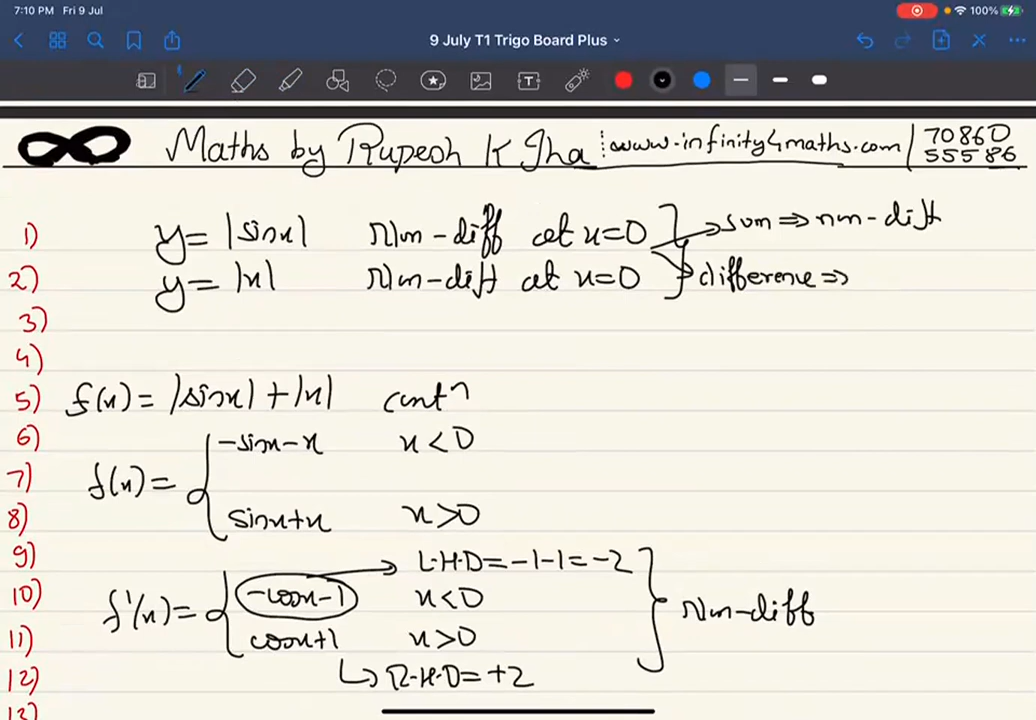 7:10 PM Fri 9 Jul
100%
9 July T1 Trigo Board Plus
Maths by Rupesh K Jha www.infinity4maths.com / 70860 55586
1) y = |sinx| Non-diff at x=0 → sum ⇒ non-diff
2) y = |x| Non-diff at x=0 → difference ⇒
3)
4)
5) f(x) = |sinx| + |x| contn
6) -sinx - x x < 0
7) f(x) =
8) sinx + x x > 0
9) L.H.D = -1-1 = -2
10) -cosx - 1 x < 0
f'(x) = Non-diff
11) cosx + 1 x > 0
12) R.H.D = +2
13)